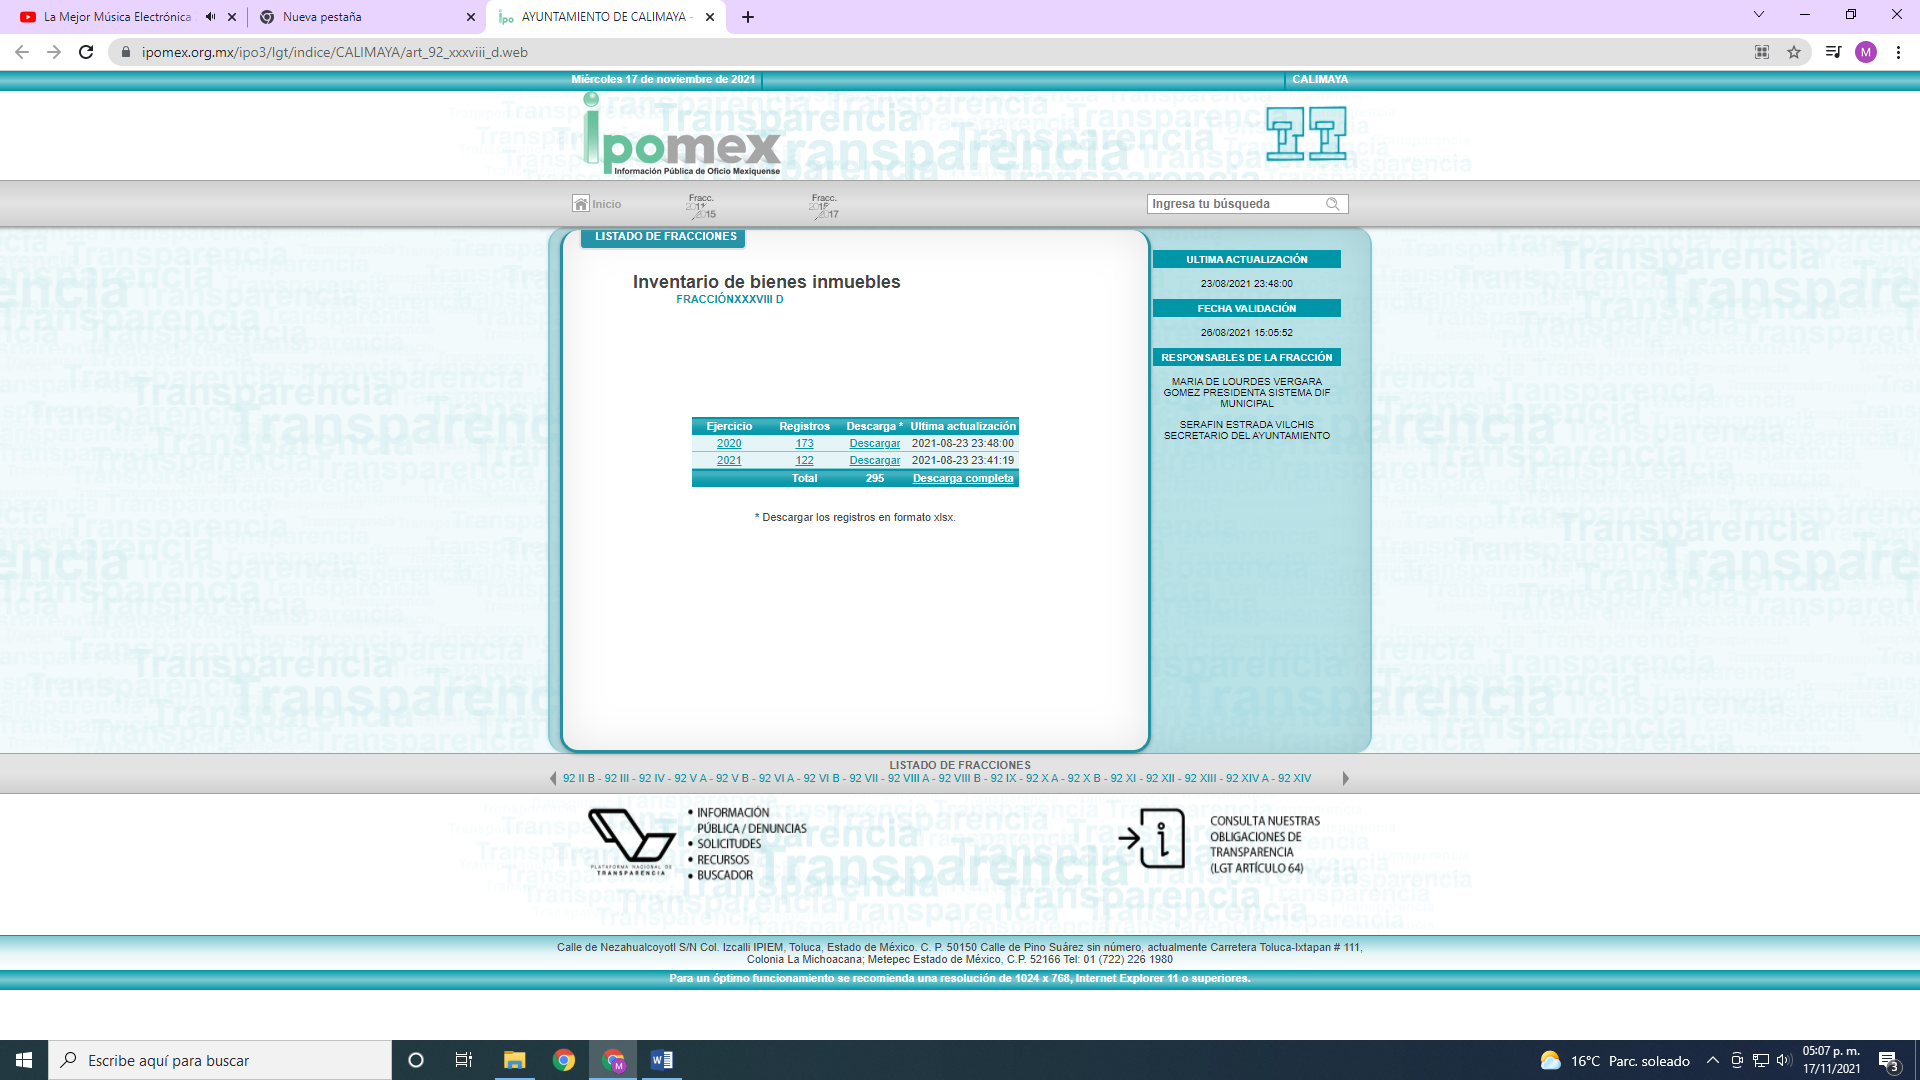 La Mejor Música Electrónica
Nueva pestaña
AYUNTAMIENTO DE CALIMAYA -
ipomex.org.mx/ipo3/lgt/indice/CALIMAYA/art_92_xxxviii_d.web
M
Miércoles 17 de noviembre de 2021
CALIMAYA
Transparencia
ipomex
Información Pública de Oficio Mexiquense
Inicio
Fracc.
Fracc.
2017
Ingresa tu búsqueda
LISTADO DE FRACCIONES
Inventario de bienes inmuebles
FRACCIÓNXXXVIII D
Ejercicio Registros Descarga * Ultima actualización
2020 173 Descargar 2021-08-23 23:48:00
2021 122 Descargar 2021-08-23 23:41:19
Total 295 Descarga completa
* Descargar los registros en formato xlsx.
ULTIMA ACTUALIZACIÓN
23/08/2021 23:48:00
FECHA VALIDACIÓN
26/08/2021 15:05:52
RESPONSABLES DE LA FRACCIÓN
MARIA DE LOURDES VERGARA
GOMEZ PRESIDENTA SISTEMA DIF
MUNICIPAL
SERAFIN ESTRADA VILCHIS
SECRETARIO DEL AYUNTAMIENTO
LISTADO DE FRACCIONES
92 II B - 92 III - 92 IV - 92 V A - 92 V B - 92 VI A - 92 VI B - 92 VII - 92 VIII A - 92 VIII B - 92 IX - 92 X A - 92 X B - 92 XI - 92 XII - 92 XIII - 92 XIV A - 92 XIV
PLATAFORMA NACIONAL DE
TRANSPARENCIA
• INFORMACIÓN
PÚBLICA / DENUNCIAS
• SOLICITUDES
• RECURSOS
• BUSCADOR
CONSULTA NUESTRAS
OBLIGACIONES DE
TRANSPARENCIA
(LGT ARTÍCULO 64)
Calle de Nezahualcoyotl S/N Col. Izcalli IPIEM, Toluca, Estado de México. C. P. 50150 Calle de Pino Suárez sin número, actualmente Carretera Toluca-Ixtapan # 111,
Colonia La Michoacana; Metepec Estado de México, C.P. 52166 Tel: 01 (722) 226 1980
Para un óptimo funcionamiento se recomienda una resolución de 1024 x 768, Internet Explorer 11 o superiores.
Escribe aquí para buscar
16°C Parc. soleado
05:07 p. m.
17/11/2021
3